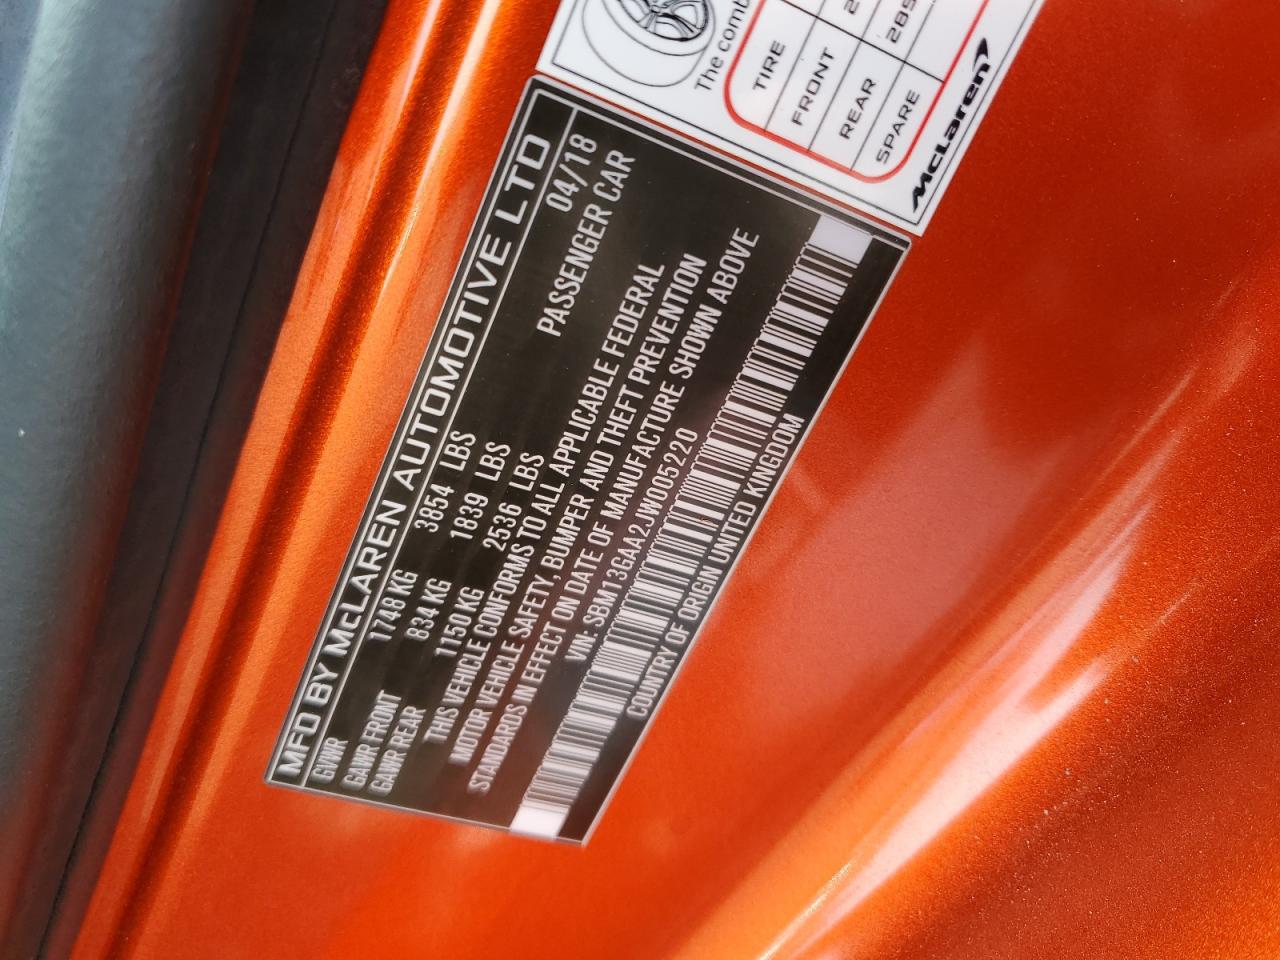 MFD BY McLAREN AUTOMOTIVE LTD
04/18
GVWR 1748 KG 3854 LBS PASSENGER CAR
GAWR FRONT 834 KG 1839 LBS
GAWR REAR 1150 KG 2536 LBS
THIS VEHICLE CONFORMS TO ALL APPLICABLE FEDERAL
MOTOR VEHICLE SAFETY, BUMPER AND THEFT PREVENTION
STANDARDS IN EFFECT ON DATE OF MANUFACTURE SHOWN ABOVE
VIN: SBM13GAA2JW005220
COUNTRY OF ORIGIN UNITED KINGDOM
The
TIRE
FRONT
REAR
SPARE
McLaren